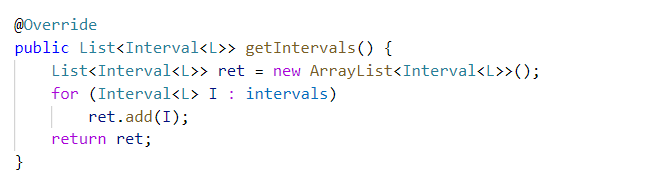 @Override
public List<Interval<L>> getIntervals() {
    List<Interval<L>> ret = new ArrayList<Interval<L>>();
    for (Interval<L> I : intervals)
        ret.add(I);
    return ret;
}